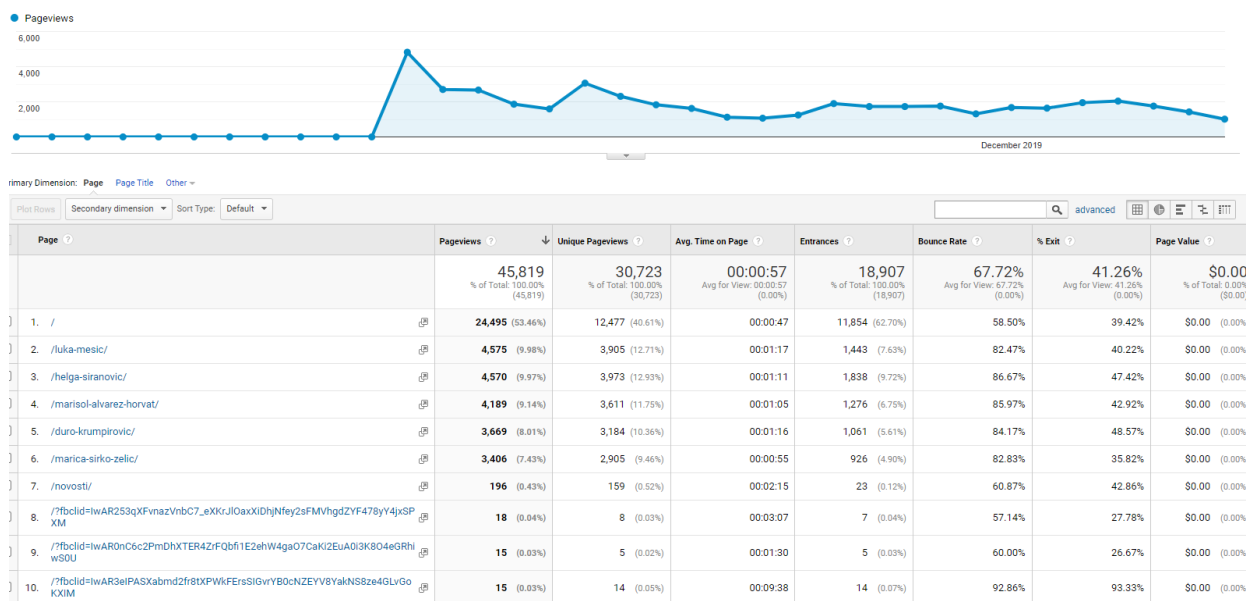 Pageviews
6,000
4,000
2,000
December 2019
rimary Dimension: Page Page Title Other
Plot Rows Secondary dimension Sort Type: Default advanced
Page Pageviews Unique Pageviews Avg. Time on Page Entrances Bounce Rate % Exit Page Value
45,819 30,723 00:00:57 18,907 67.72% 41.26% $0.00
% of Total: 100.00% % of Total: 100.00% Avg for View: 00:00:57 % of Total: 100.00% Avg for View: 67.72% Avg for View: 41.26% % of Total: 0.00%
(45,819) (30,723) (0.00%) (18,907) (0.00%) (0.00%) ($0.00)
1. / 24,495 (53.46%) 12,477 (40.61%) 00:00:47 11,854 (62.70%) 58.50% 39.42% $0.00 (0.00%
2. /luka-mesic/ 4,575 (9.98%) 3,905 (12.71%) 00:01:17 1,443 (7.63%) 82.47% 40.22% $0.00 (0.00%
3. /helga-siranovic/ 4,570 (9.97%) 3,973 (12.93%) 00:01:11 1,838 (9.72%) 86.67% 47.42% $0.00 (0.00%
4. /marisol-alvarez-horvat/ 4,189 (9.14%) 3,611 (11.75%) 00:01:05 1,276 (6.75%) 85.97% 42.92% $0.00 (0.00%
5. /duro-krumpirovic/ 3,669 (8.01%) 3,184 (10.36%) 00:01:16 1,061 (5.61%) 84.17% 48.57% $0.00 (0.00%
6. /marica-sirko-zelic/ 3,406 (7.43%) 2,905 (9.46%) 00:00:55 926 (4.90%) 82.83% 35.82% $0.00 (0.00%
7. /novosti/ 196 (0.43%) 159 (0.52%) 00:02:15 23 (0.12%) 60.87% 42.86% $0.00 (0.00%
8. /?fbclid=IwAR253qXFvnazVnbC7_eXKrJlOaxXiDhjNfey2sFMVhgdZYF478yY4jxSP 18 (0.04%) 8 (0.03%) 00:03:07 7 (0.04%) 57.14% 27.78% $0.00 (0.00%
XM
9. /?fbclid=IwAR0nC6c2PmDhXTER4ZrFQbfi1E2ehW4gaO7CaKi2EuA0i3K8O4eGRhi 15 (0.03%) 5 (0.02%) 00:01:30 5 (0.03%) 60.00% 26.67% $0.00 (0.00%
wS0U
10. /?fbclid=IwAR3eIPASXabmd2fr8tXPWkFErsSIGvrYB0cNZEYV8YakNS8ze4GLvGo 15 (0.03%) 14 (0.05%) 00:09:38 14 (0.07%) 92.86% 93.33% $0.00 (0.00%
KXIM